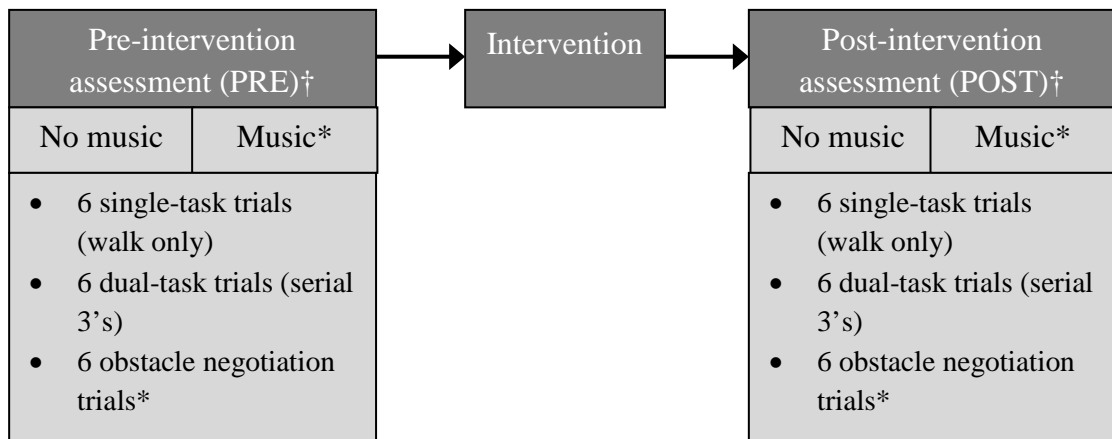 Pre-intervention
assessment (PRE)†
No music
Music*
• 6 single-task trials
(walk only)
• 6 dual-task trials (serial
3’s)
• 6 obstacle negotiation
trials*
Intervention
Post-intervention
assessment (POST)†
No music
Music*
• 6 single-task trials
(walk only)
• 6 dual-task trials (serial
3’s)
• 6 obstacle negotiation
trials*